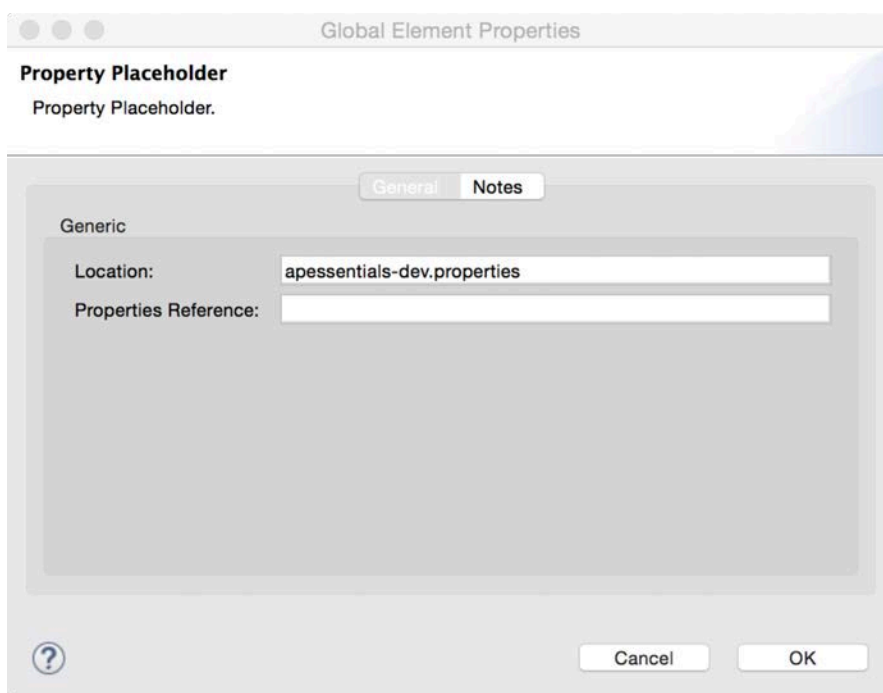 Global Element Properties
Property Placeholder
Property Placeholder.
General Notes
Generic
Location: apessentials-dev.properties
Properties Reference:
? Cancel OK